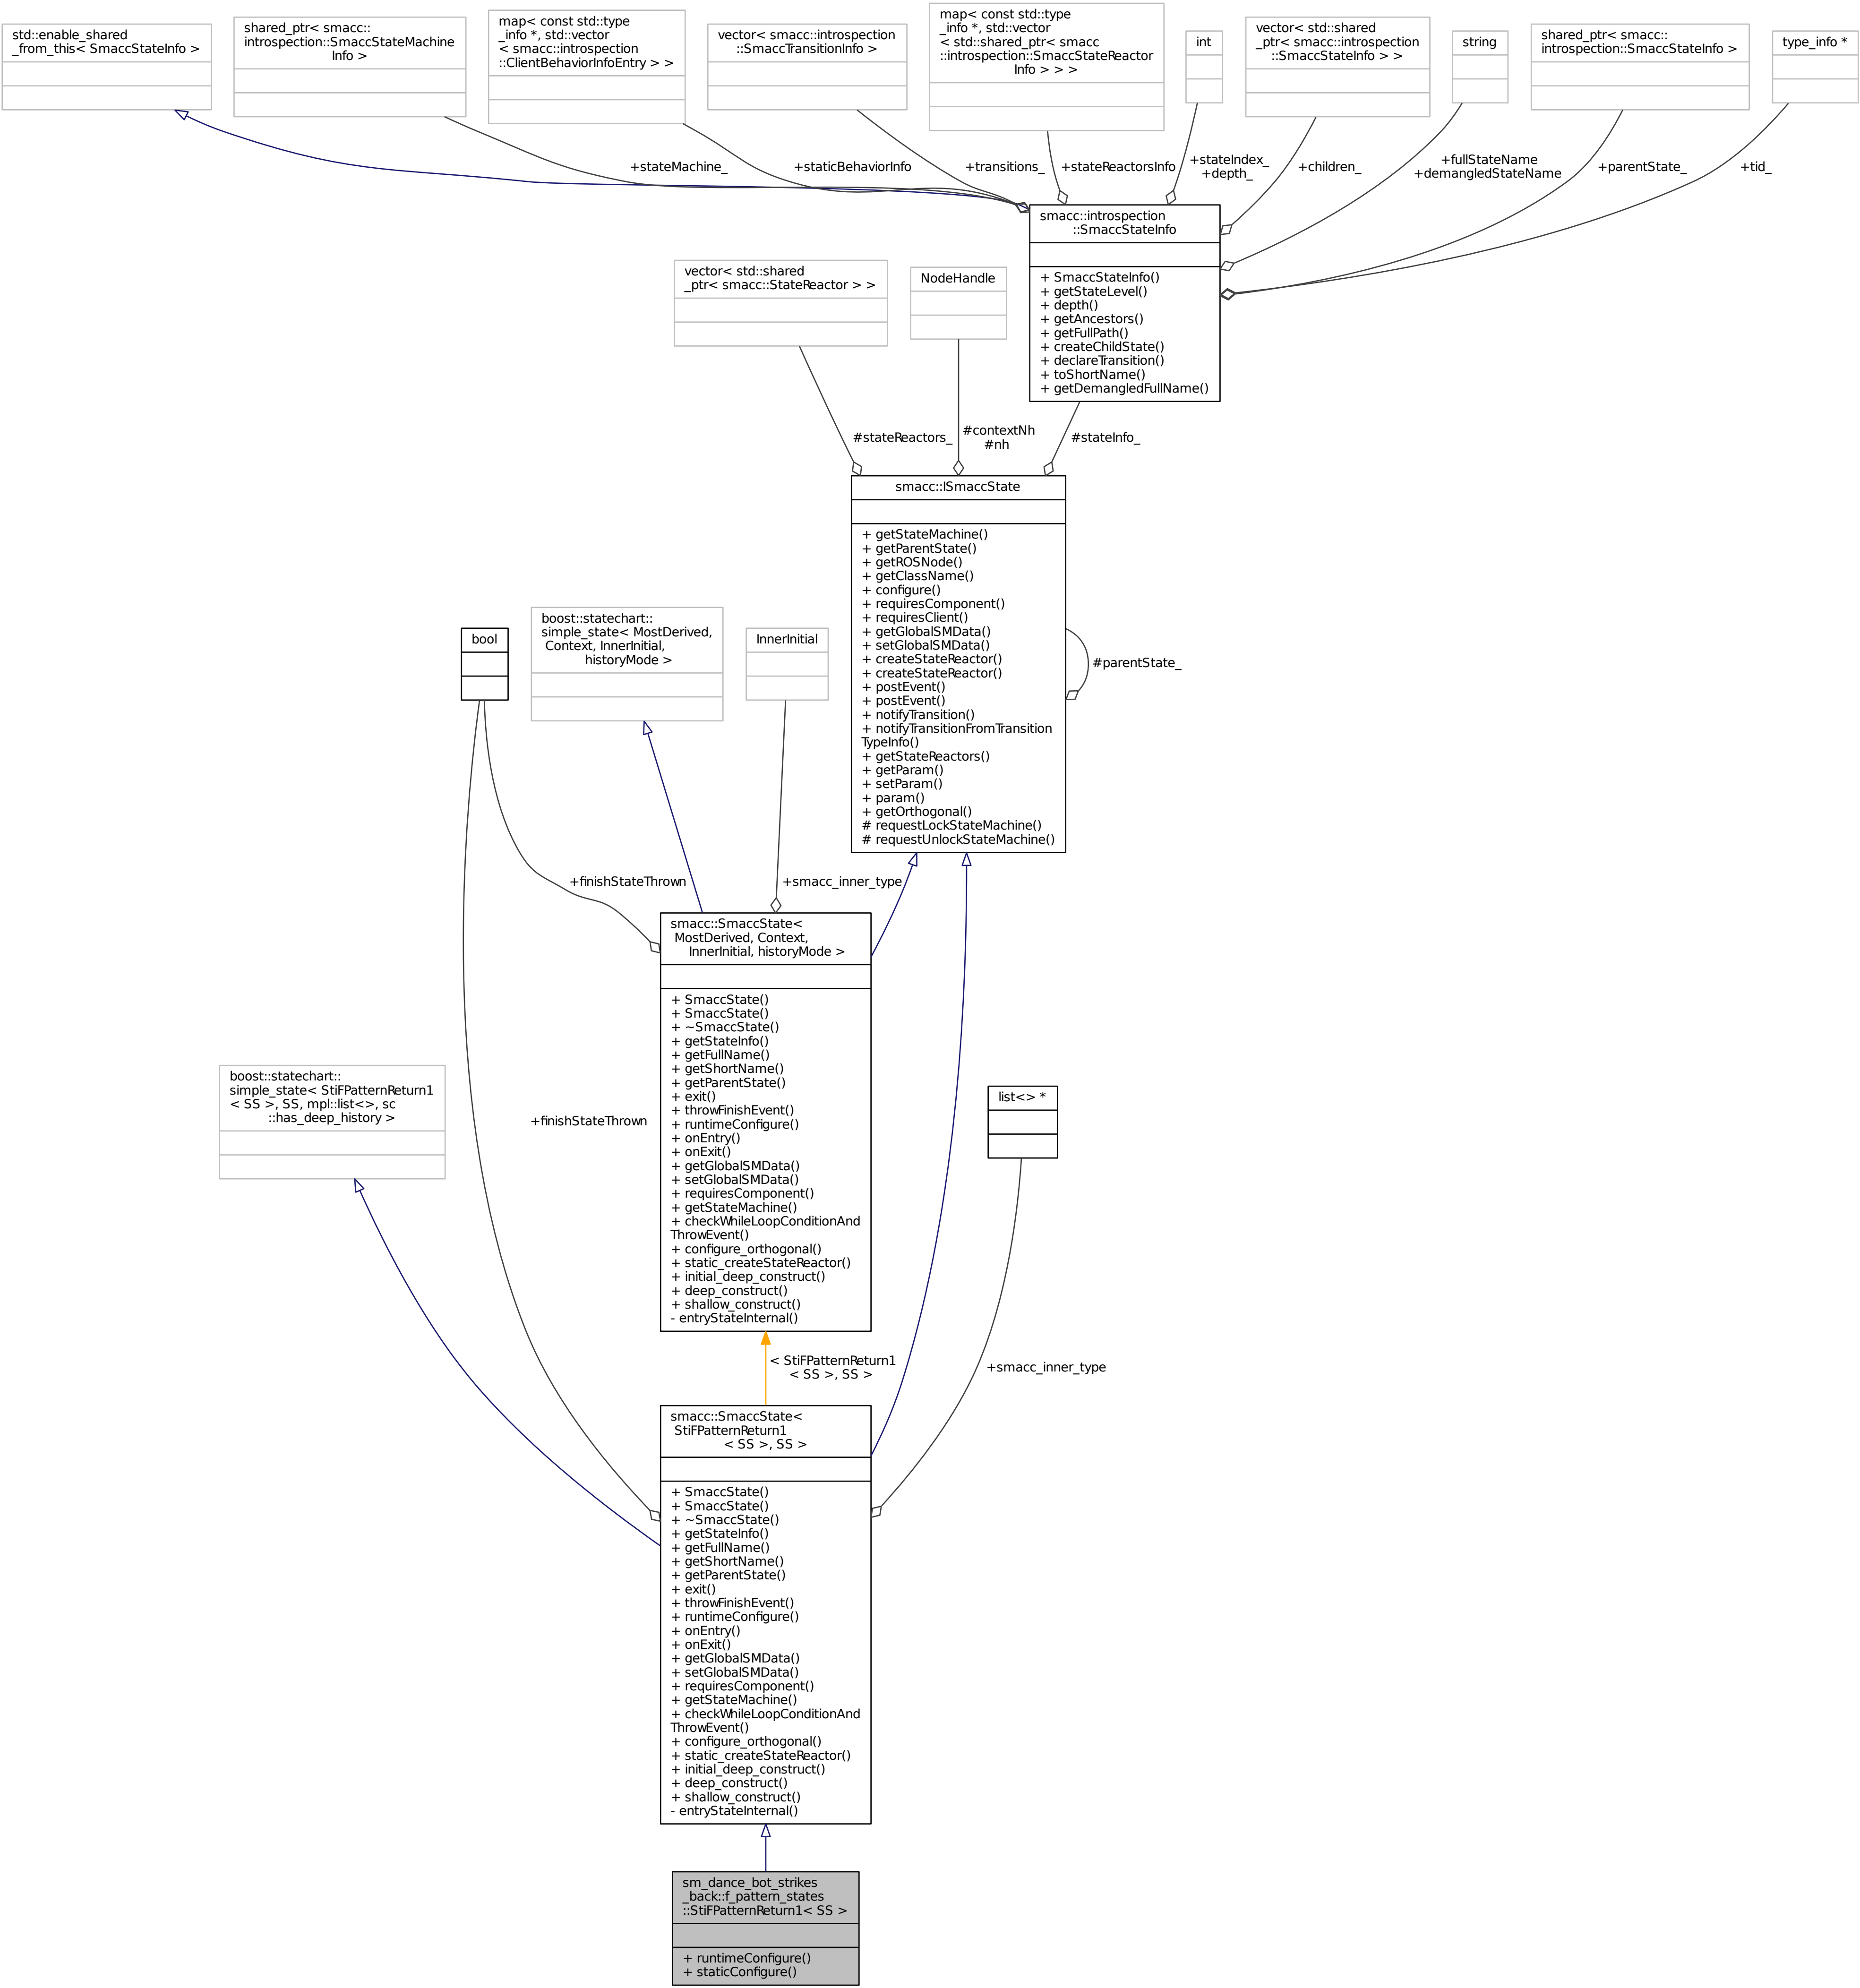 std::enable_shared
_from_this< SmaccStateInfo >
shared_ptr< smacc::
introspection::SmaccStateMachine
Info >
map< const std::type
_info *, std::vector
< smacc::introspection
::ClientBehaviorInfoEntry > >
vector< smacc::introspection
::SmaccTransitionInfo >
map< const std::type
_info *, std::vector
< std::shared_ptr< smacc
::introspection::SmaccStateReactor
Info > > >
int
vector< std::shared
_ptr< smacc::introspection
::SmaccStateInfo > >
string
shared_ptr< smacc::
introspection::SmaccStateInfo >
type_info *
+stateMachine_
+staticBehaviorInfo
+transitions_
+stateReactorsInfo
+stateIndex_
+depth_
+children_
+fullStateName
+demangledStateName
+parentState_
+tid_
smacc::introspection
::SmaccStateInfo
+ SmaccStateInfo()
+ getStateLevel()
+ depth()
+ getAncestors()
+ getFullPath()
+ createChildState()
+ declareTransition()
+ toShortName()
+ getDemangledFullName()
vector< std::shared
_ptr< smacc::StateReactor > >
NodeHandle
#stateReactors_
#contextNh
#nh
#stateInfo_
smacc::ISmaccState
+ getStateMachine()
+ getParentState()
+ getROSNode()
+ getClassName()
+ configure()
+ requiresComponent()
+ requiresClient()
+ getGlobalSMData()
+ setGlobalSMData()
+ createStateReactor()
+ createStateReactor()
+ postEvent()
+ postEvent()
+ notifyTransition()
+ notifyTransitionFromTransition
TypeInfo()
+ getStateReactors()
+ getParam()
+ setParam()
+ param()
+ getOrthogonal()
# requestLockStateMachine()
# requestUnlockStateMachine()
#parentState_
bool
boost::statechart::
simple_state< MostDerived,
Context, InnerInitial,
historyMode >
InnerInitial
+finishStateThrown
+smacc_inner_type
smacc::SmaccState<
MostDerived, Context,
InnerInitial, historyMode >
+ SmaccState()
+ SmaccState()
+ ~SmaccState()
+ getStateInfo()
+ getFullName()
+ getShortName()
+ getParentState()
+ exit()
+ throwFinishEvent()
+ runtimeConfigure()
+ onEntry()
+ onExit()
+ getGlobalSMData()
+ setGlobalSMData()
+ requiresComponent()
+ getStateMachine()
+ checkWhileLoopConditionAnd
ThrowEvent()
+ configure_orthogonal()
+ static_createStateReactor()
+ initial_deep_construct()
+ deep_construct()
+ shallow_construct()
- entryStateInternal()
boost::statechart::
simple_state< StiFPatternReturn1
< SS >, SS, mpl::list<>, sc
::has_deep_history >
+finishStateThrown
list<> *
< StiFPatternReturn1
< SS >, SS >
+smacc_inner_type
smacc::SmaccState<
StiFPatternReturn1
< SS >, SS >
+ SmaccState()
+ SmaccState()
+ ~SmaccState()
+ getStateInfo()
+ getFullName()
+ getShortName()
+ getParentState()
+ exit()
+ throwFinishEvent()
+ runtimeConfigure()
+ onEntry()
+ onExit()
+ getGlobalSMData()
+ setGlobalSMData()
+ requiresComponent()
+ getStateMachine()
+ checkWhileLoopConditionAnd
ThrowEvent()
+ configure_orthogonal()
+ static_createStateReactor()
+ initial_deep_construct()
+ deep_construct()
+ shallow_construct()
- entryStateInternal()
sm_dance_bot_strikes
_back::f_pattern_states
::StiFPatternReturn1< SS >
+ runtimeConfigure()
+ staticConfigure()